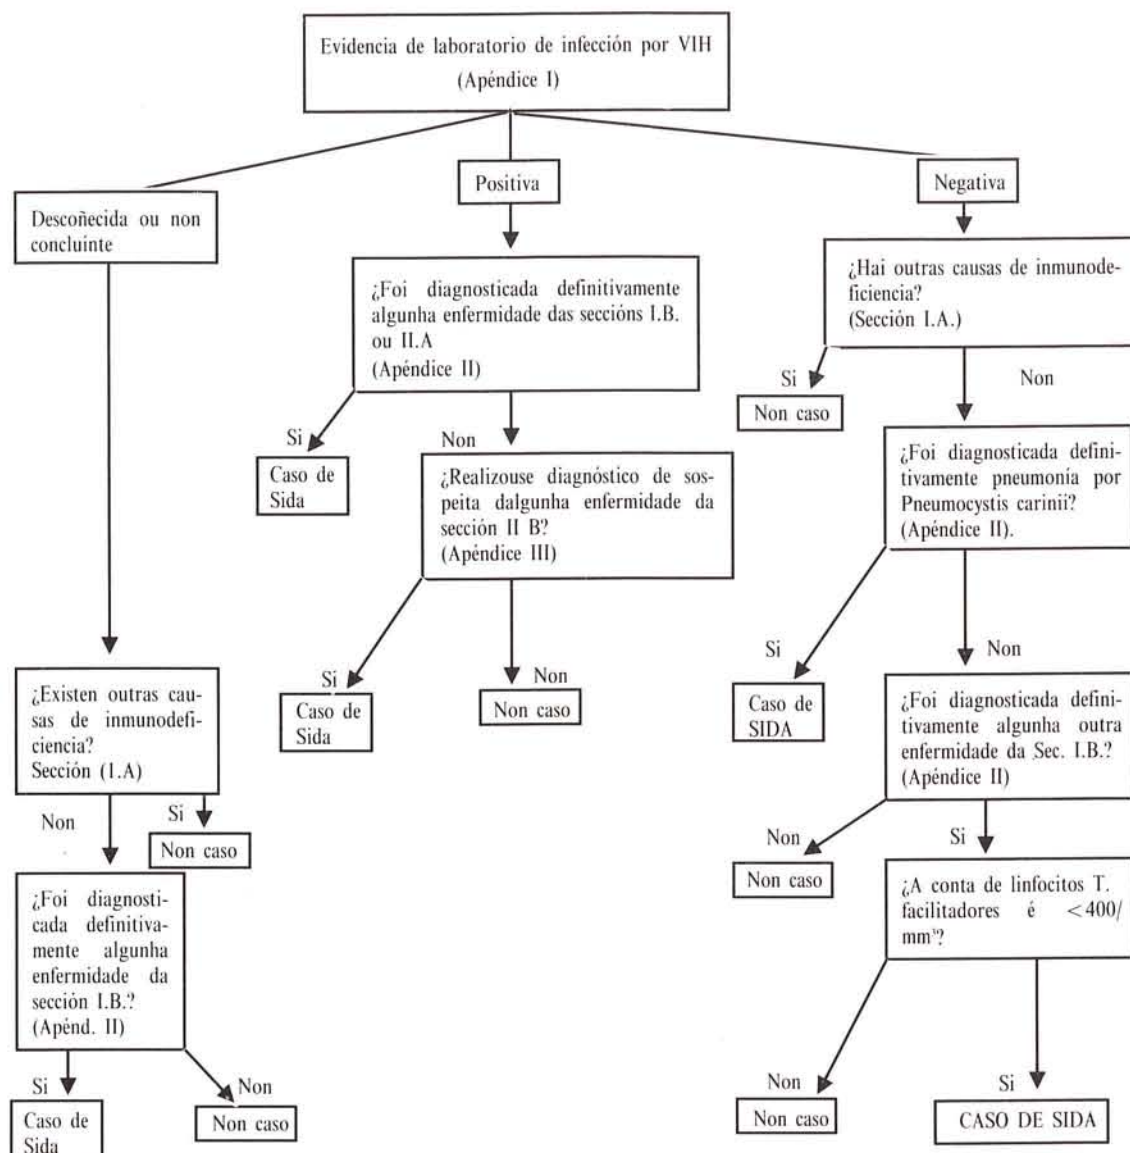 Evidencia de laboratorio de infección por VIH
(Apéndice I)
Descoñecida ou non
concluinte
Positiva
Negativa
¿Foi diagnosticada definitivamente
algunha enfermidade das seccións I.B.
ou II.A
(Apéndice II)
Si
Caso de
Sida
Non
¿Realizouse diagnóstico de sos-
peita dalgunha enfermidade da
sección II B?
(Apéndice III)
Si
Caso de
Sida
Non
Non caso
¿Hai outras causas de inmunode-
ficiencia?
(Sección I.A.)
Si
Non caso
Non
¿Foi diagnosticada defini-
tivamente pneumonía por
Pneumocystis carinii?
(Apéndice II).
Si
Caso de
SIDA
Non
¿Foi diagnosticada defini-
tivamente algunha outra
enfermidade da Sec. I.B.?
(Apéndice II)
Non
Non caso
Si
¿A conta de linfocitos T.
facilitadores é <400/
mm³?
Non
Non caso
Si
CASO DE SIDA
¿Existen outras cau-
sas de inmunodefi-
ciencia?
Sección (I.A)
Non
Si
Non caso
¿Foi diagnosti-
cada definitiva-
mente algunha
enfermidade da
sección I.B.?
(Apénd. II)
Si
Caso de
Sida
Non
Non caso